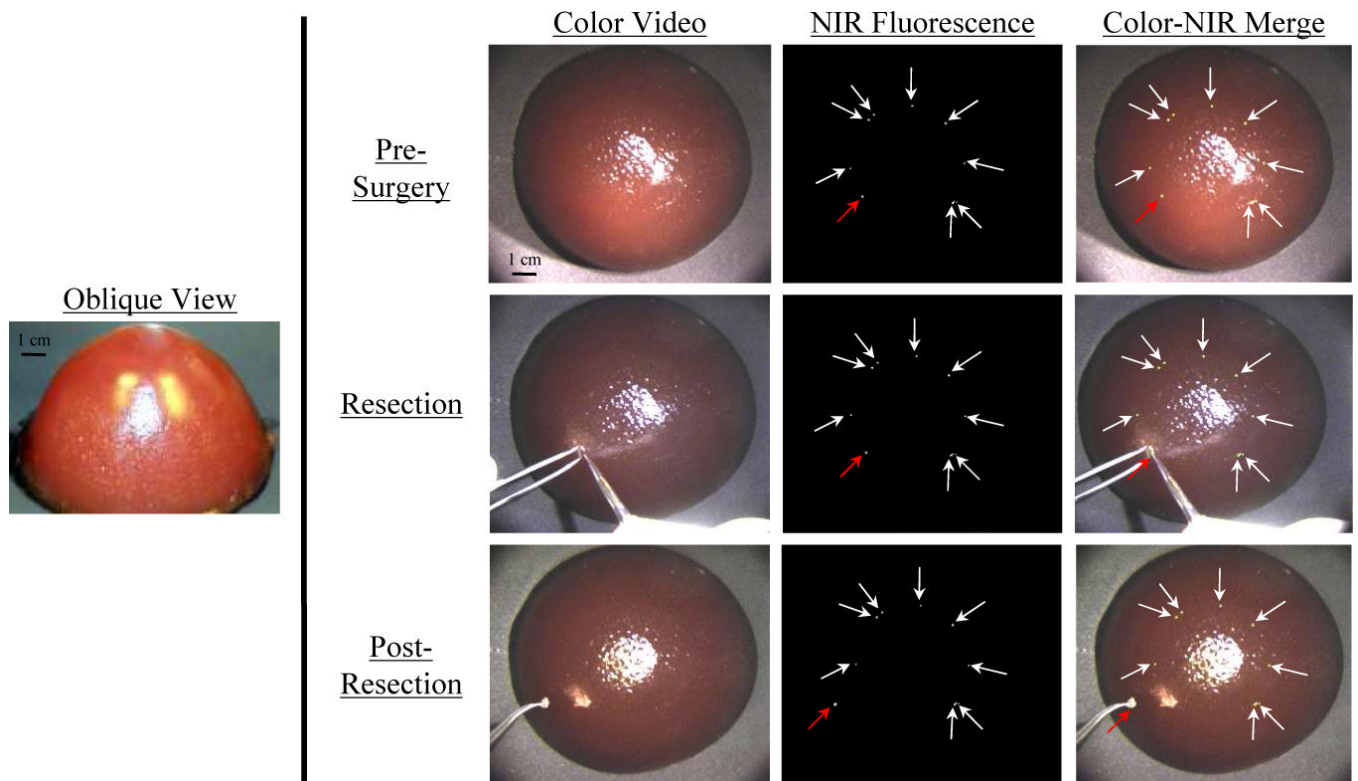 Color Video
NIR Fluorescence
Color-NIR Merge
Pre-
Surgery
1 cm
Oblique View
1 cm
Resection
Post-
Resection